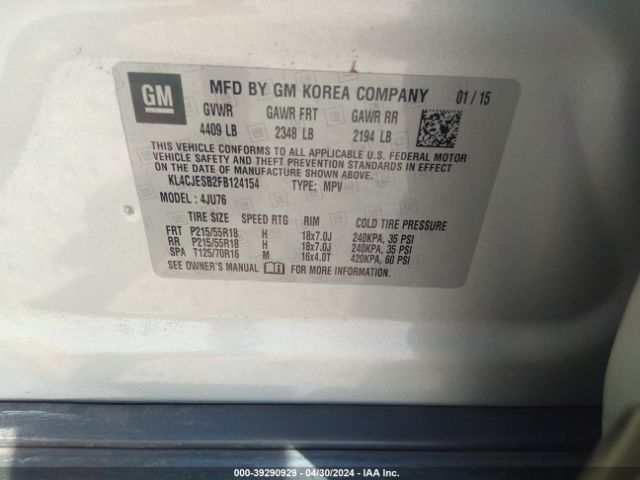 GM
MFD BY GM KOREA COMPANY 01 / 15
GVWR GAWR FRT GAWR RR
4409 LB 2348 LB 2194 LB
THIS VEHICLE CONFORMS TO ALL APPLICABLE U.S. FEDERAL MOTOR
VEHICLE SAFETY AND THEFT PREVENTION STANDARDS IN EFFECT
ON THE DATE OF MANUFACTURE SHOWN ABOVE.
KL4CJESB2FB124154 TYPE: MPV
MODEL : 4JU76
TIRE SIZE SPEED RTG RIM COLD TIRE PRESSURE
FRT P215/55R18 H 18x7.0J 240KPA, 35 PSI
RR P215/55R18 H 18x7.0J 240KPA, 35 PSI
SPA T125/70R16 M 16x4.0T 420KPA, 60 PSI
SEE OWNER'S MANUAL FOR MORE INFORMATION.
000-39290929 - 04/30/2024 - IAA Inc.